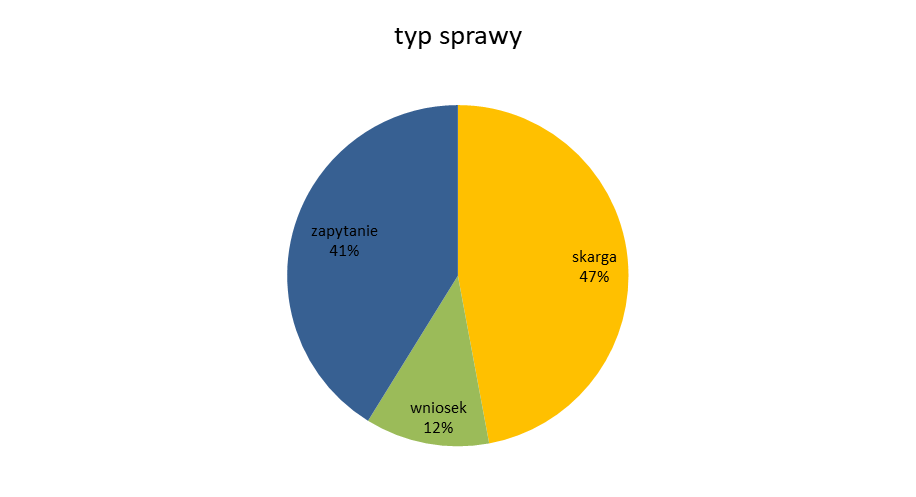 typ sprawy
zapytanie
41%
skarga
47%
wniosek
12%